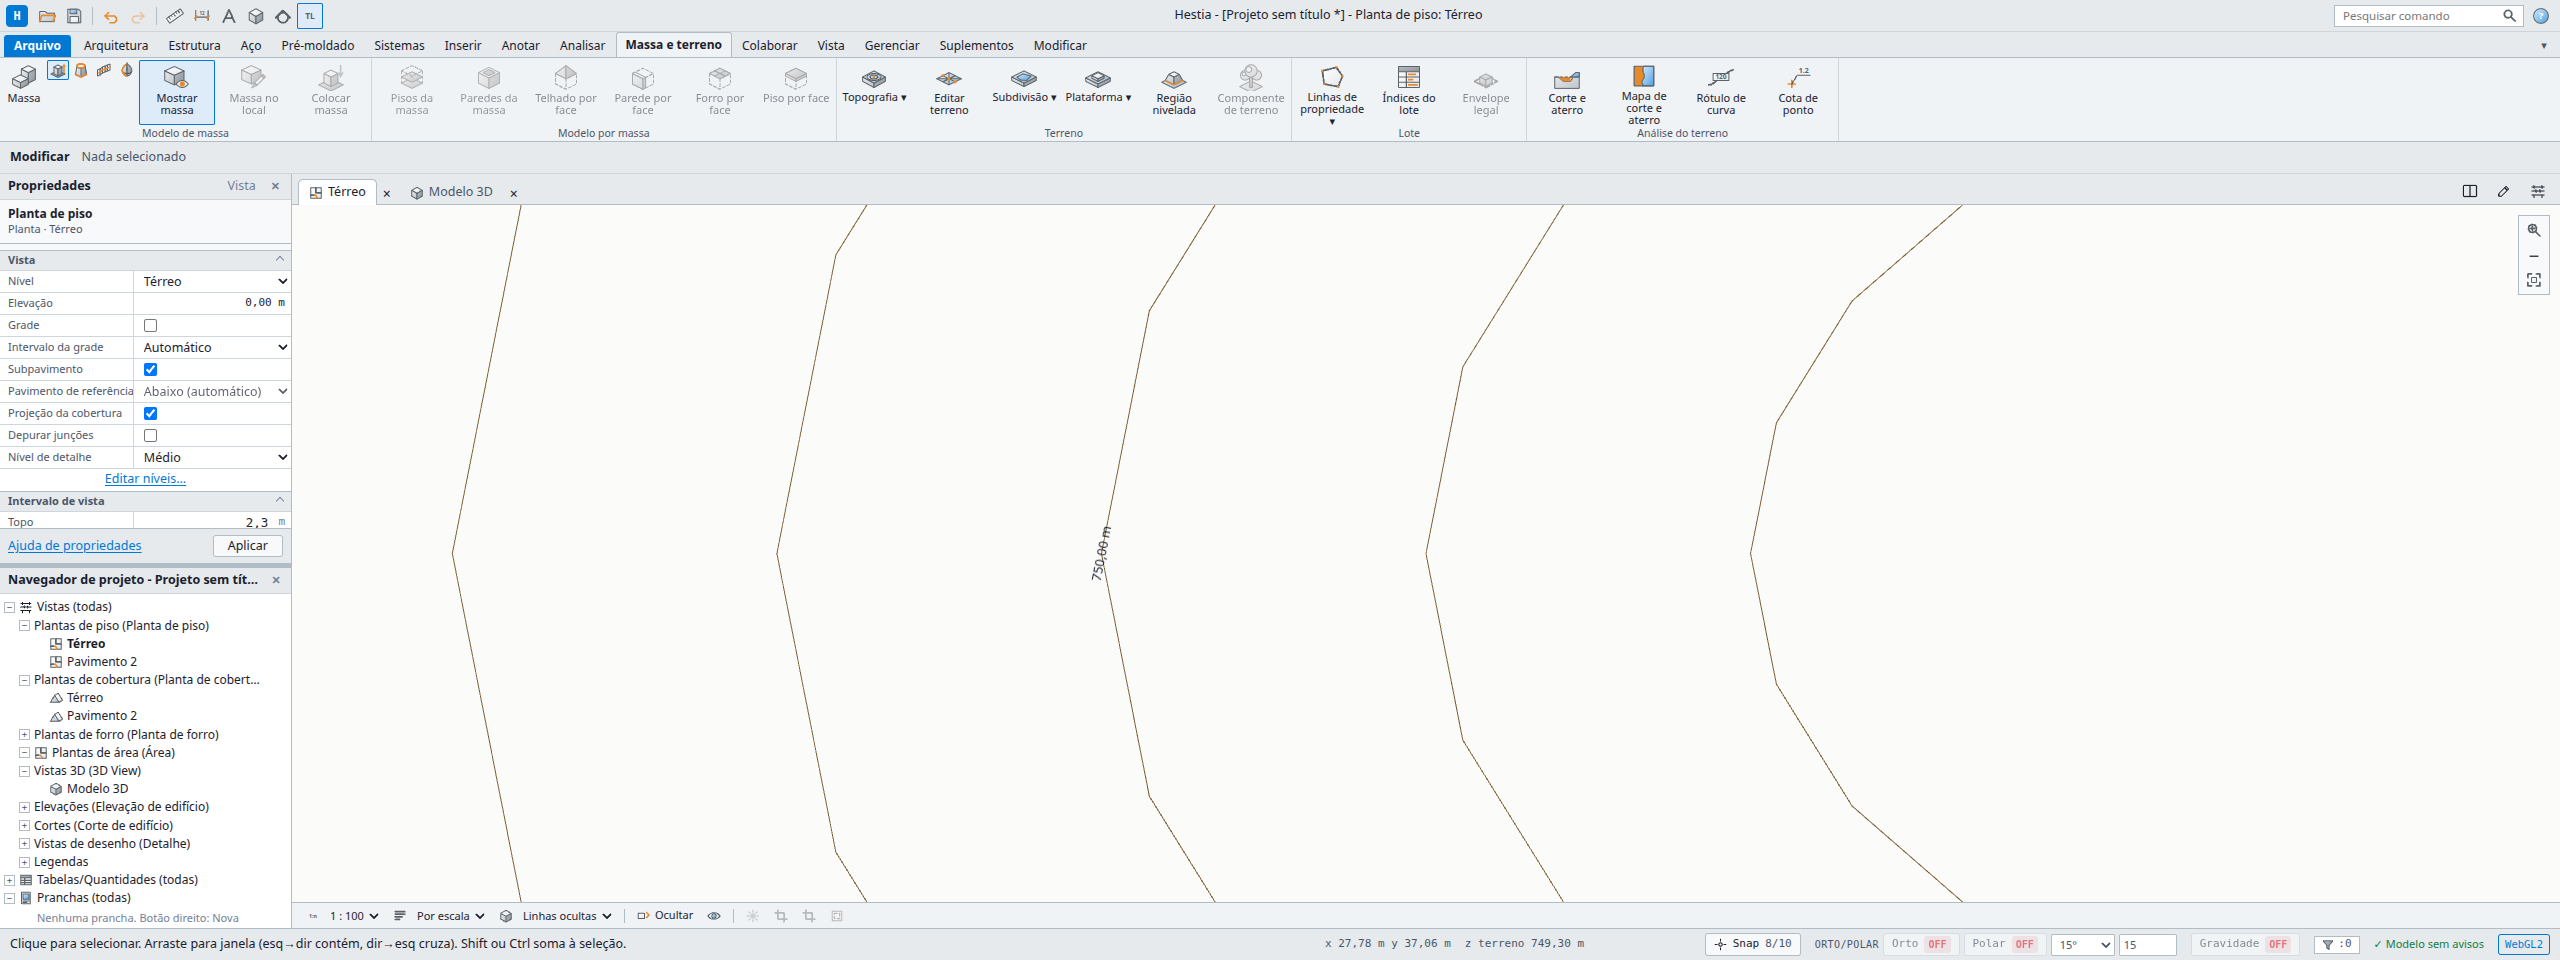 H
TL
Hestia - [Projeto sem título *] - Planta de piso: Térreo
Pesquisar comando
?
Arquivo Arquitetura Estrutura Aço Pré-moldado Sistemas Inserir Anotar Analisar Massa e terreno Colaborar Vista Gerenciar Suplementos Modificar
Massa
Mostrar massa
Massa no local
Colocar massa
Modelo de massa
Pisos da massa
Paredes da massa
Telhado por face
Parede por face
Forro por face
Piso por face
Modelo por massa
Topografia
Editar terreno
Subdivisão
Plataforma
Região nivelada
Componente de terreno
Terreno
Linhas de propriedade
Índices do lote
Envelope legal
Lote
Corte e aterro
Mapa de corte e aterro
120
Rótulo de curva
1.2
Cota de ponto
Análise do terreno
Modificar Nada selecionado
Propriedades Vista ×
Planta de piso
Planta · Térreo
Vista
Nível Térreo
Elevação 0,00 m
Grade
Intervalo da grade Automático
Subpavimento
Pavimento de referência Abaixo (automático)
Projeção da cobertura
Depurar junções
Nível de detalhe Médio
Editar níveis...
Intervalo de vista
Topo 2,3 m
Ajuda de propriedades Aplicar
Navegador de projeto - Projeto sem tít... ×
Vistas (todas)
Plantas de piso (Planta de piso)
Térreo
Pavimento 2
Plantas de cobertura (Planta de cobert...
Térreo
Pavimento 2
Plantas de forro (Planta de forro)
Plantas de área (Área)
Vistas 3D (3D View)
Modelo 3D
Elevações (Elevação de edifício)
Cortes (Corte de edifício)
Vistas de desenho (Detalhe)
Legendas
Tabelas/Quantidades (todas)
Pranchas (todas)
Nenhuma prancha. Botão direito: Nova
Térreo × Modelo 3D ×
750,00 m
1 : 100 Por escala Linhas ocultas Ocultar
Clique para selecionar. Arraste para janela (esq→dir contém, dir→esq cruza). Shift ou Ctrl soma à seleção.
x 27,78 m y 37,06 m z terreno 749,30 m
Snap 8/10 ORTO/POLAR Orto OFF Polar OFF 15° 15 Gravidade OFF :0 ✓ Modelo sem avisos WebGL2